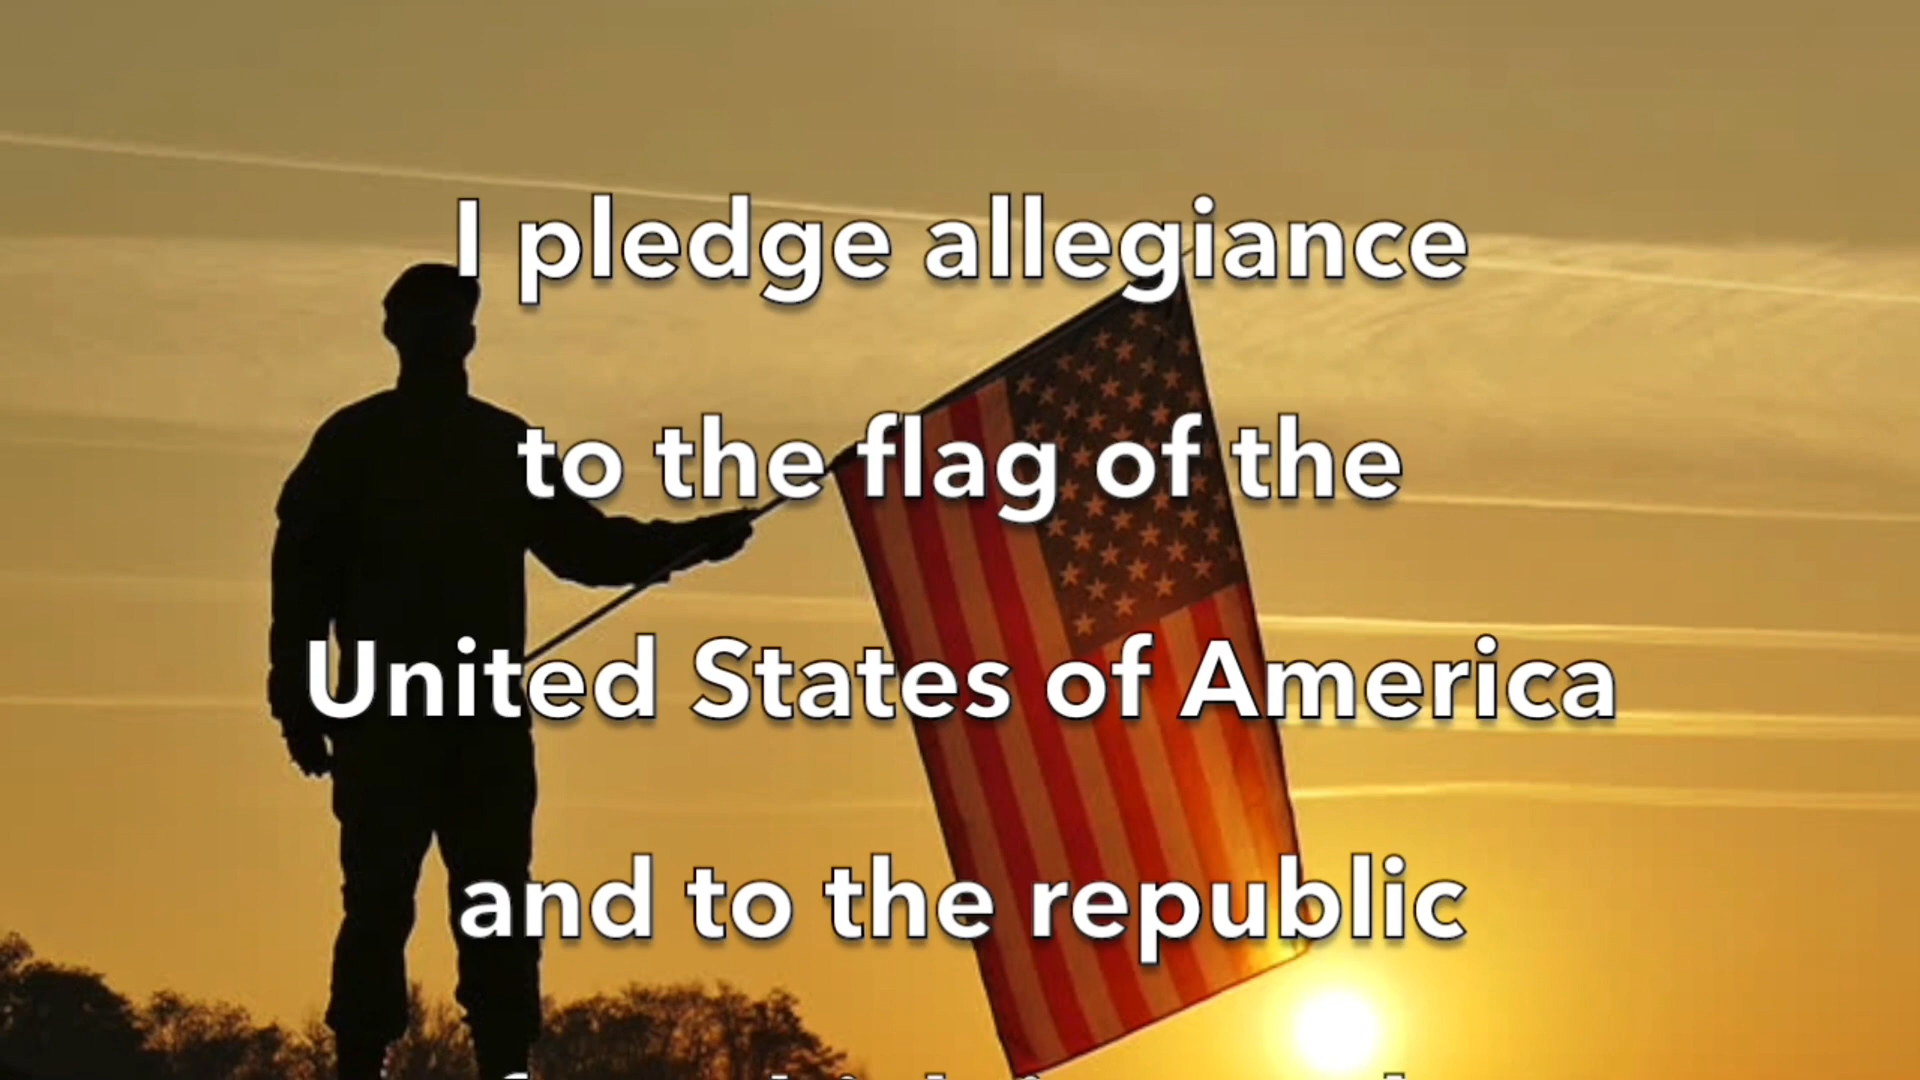 I pledge allegiance
to the flag of the
United States of America
and to the republic